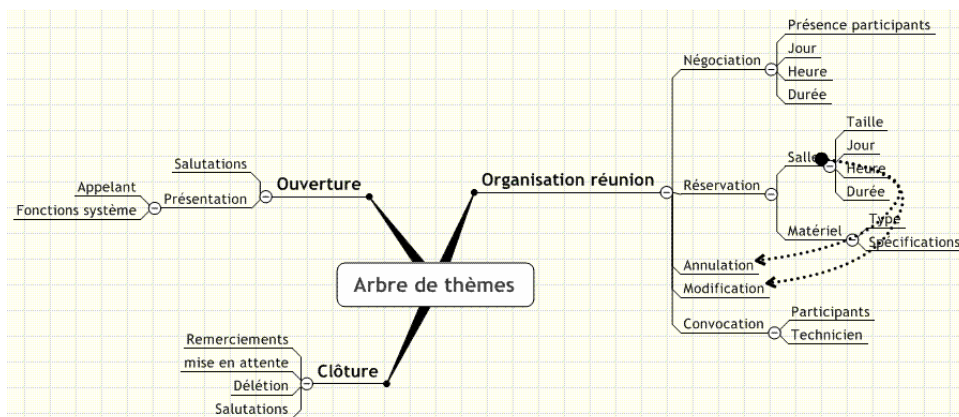 Présence participants
Jour
Négociation
Heure
Durée
Taille
Jour
Salle
Heure
Durée
Organisation réunion
Réservation
Matériel
Type
Spécifications
Annulation
Modification
Convocation
Participants
Technicien
Salutations
Ouverture
Appelant
Présentation
Fonctions système
Arbre de thèmes
Remerciements
mise en attente
Clôture
Délétion
Salutations